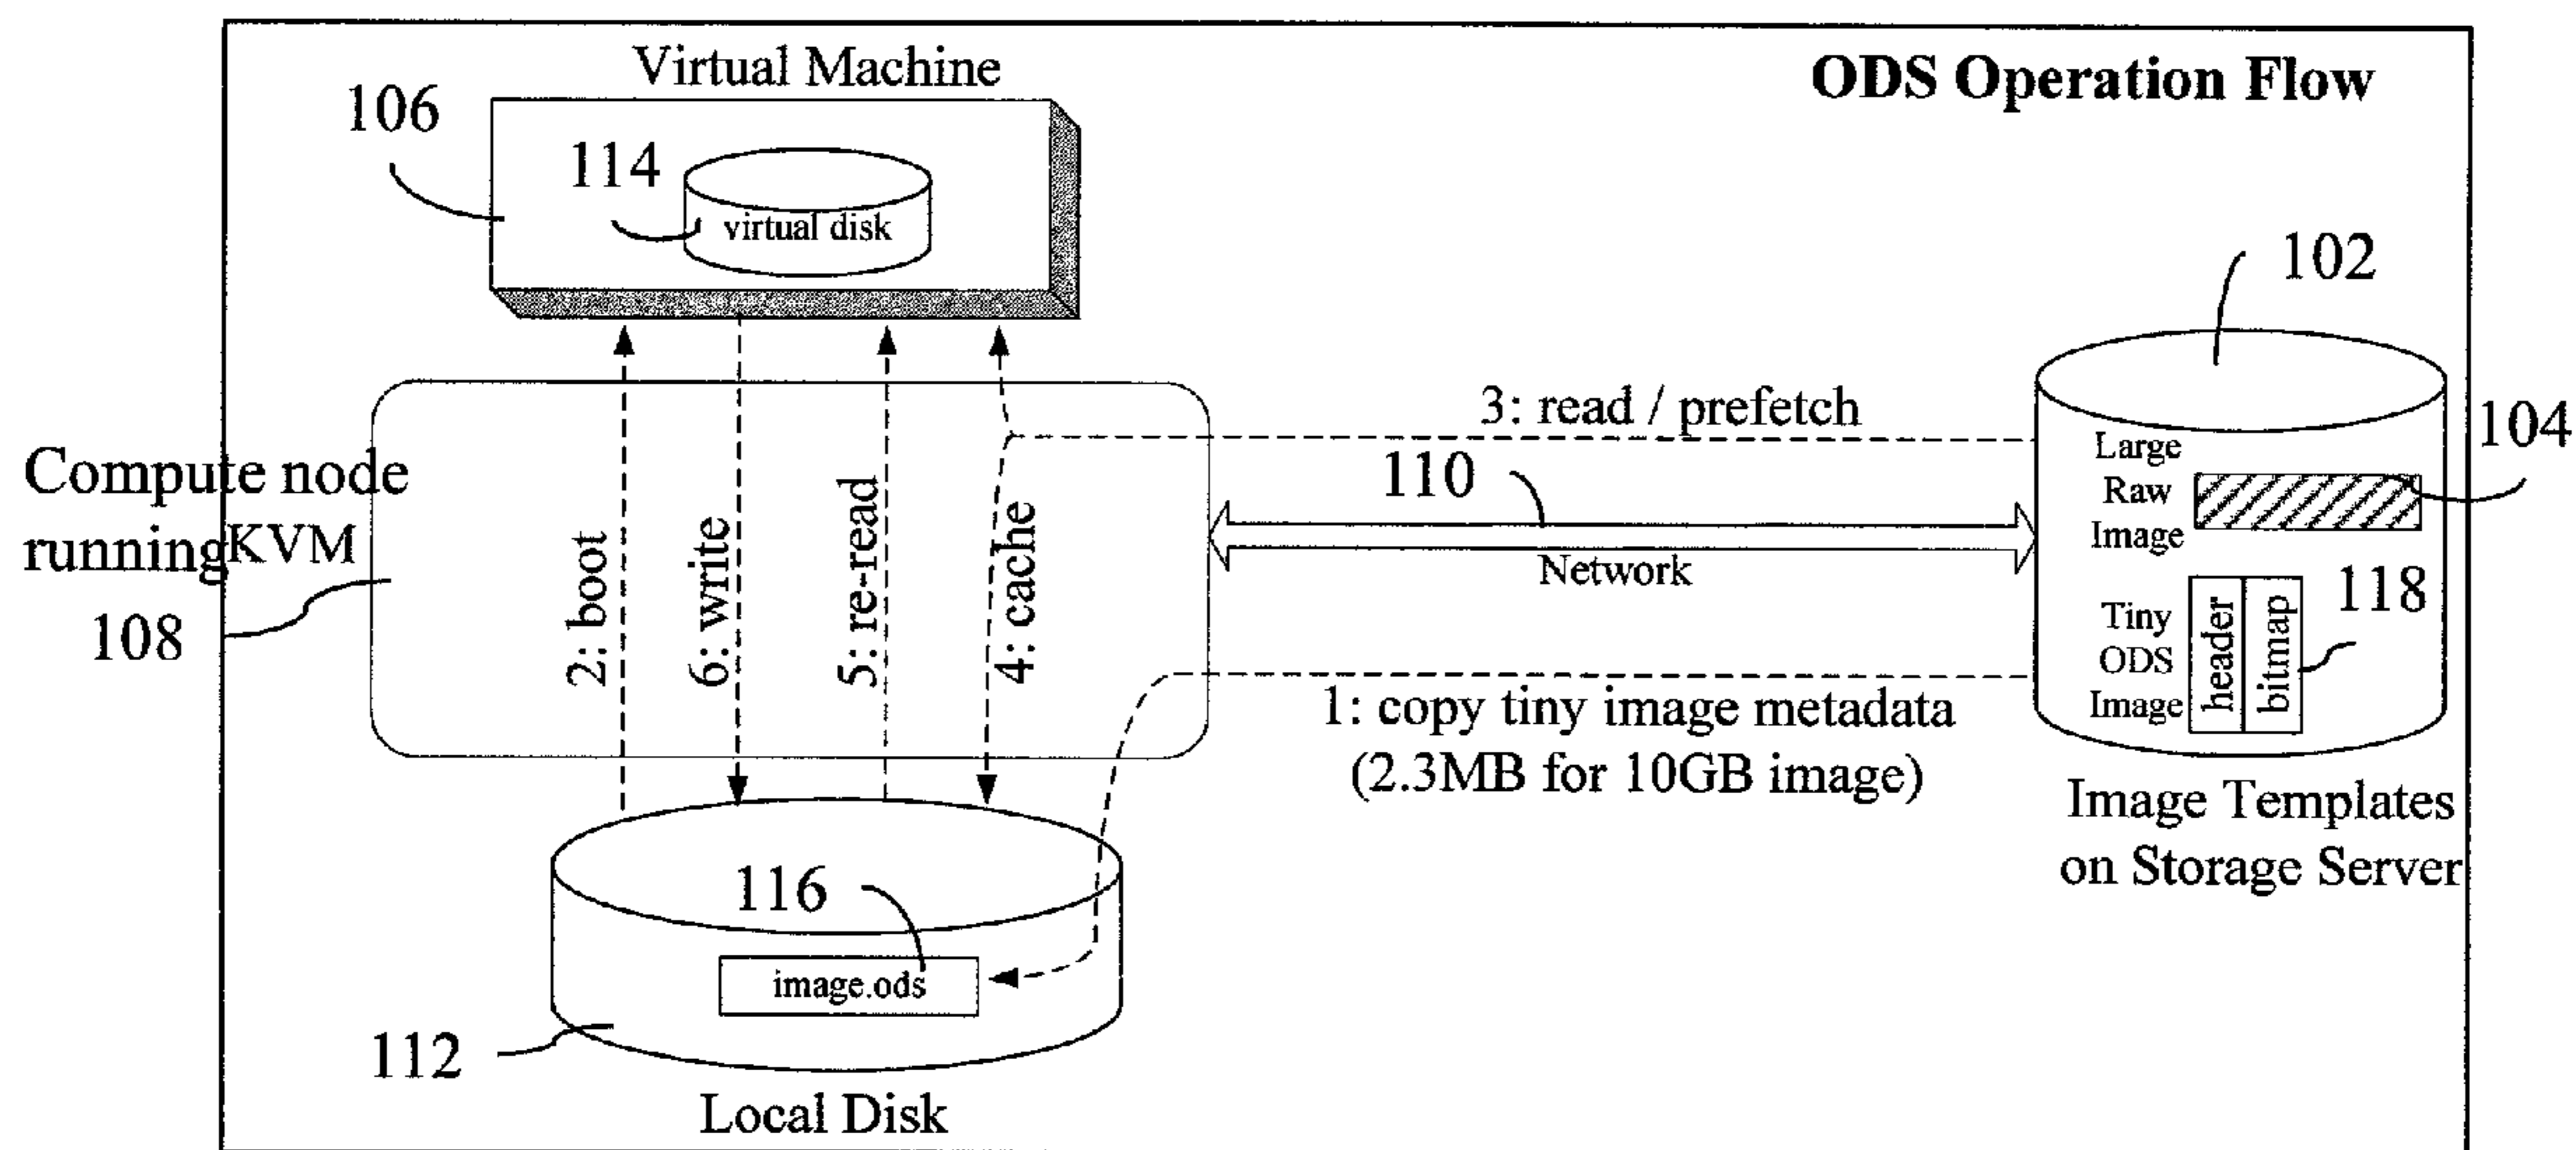 ODS Operation Flow
Virtual Machine
106
114
virtual disk
102
3: read / prefetch
104
Large
Raw
Image
110
Network
Compute node
runningKVM
108
2: boot
6: write
5: re-read
4: cache
118
Tiny
ODS
Image
header
bitmap
1: copy tiny image metadata
(2.3MB for 10GB image)
Image Templates
on Storage Server
116
image.ods
112
Local Disk